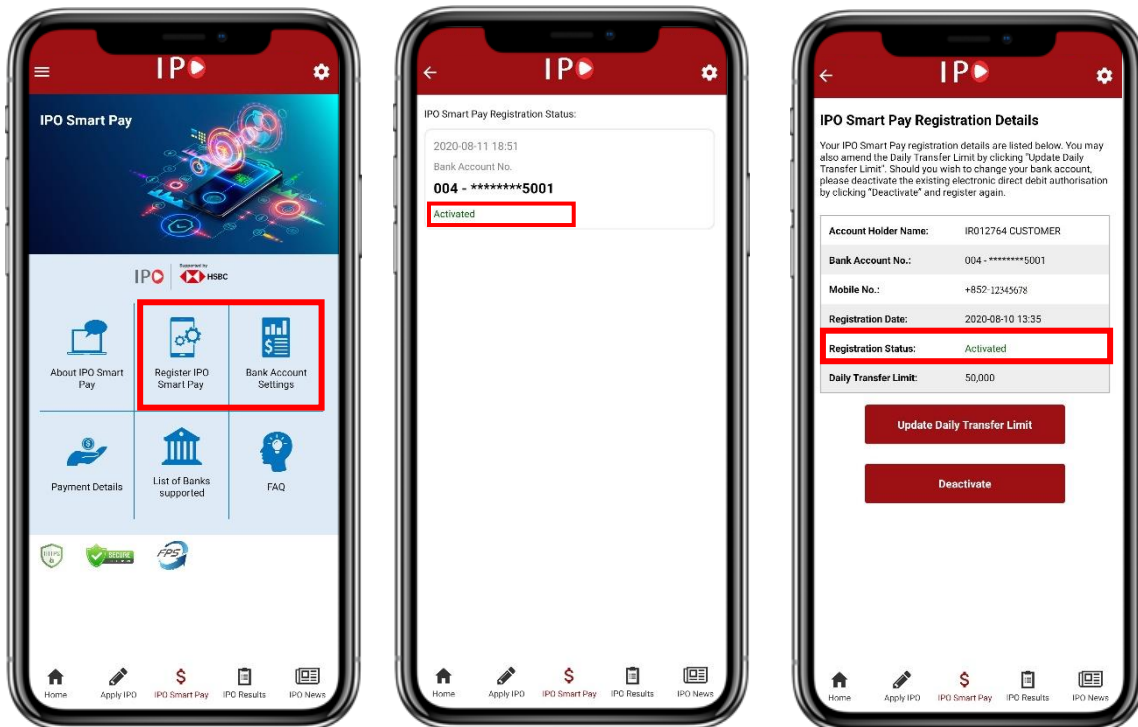 IPO
IPO Smart Pay
IPO
Supported by
HSBC
About IPO Smart
Pay
Register IPO
Smart Pay
Bank Account
Settings
Payment Details
List of Banks
supported
FAQ
HTTPS
SECURE
FPS
Home
Apply IPO
IPO Smart Pay
IPO Results
IPO News
IPO
IPO Smart Pay Registration Status:
2020-08-11 18:51
Bank Account No.
004 - ********5001
Activated
Home
Apply IPO
IPO Smart Pay
IPO Results
IPO News
IPO
IPO Smart Pay Registration Details
Your IPO Smart Pay registration details are listed below. You may
also amend the Daily Transfer Limit by clicking "Update Daily
Transfer Limit". Should you wish to change your bank account,
please deactivate the existing electronic direct debit authorisation
by clicking "Deactivate" and register again.
Account Holder Name: IR012764 CUSTOMER
Bank Account No.: 004 - ********5001
Mobile No.: +852-12345678
Registration Date: 2020-08-10 13:35
Registration Status: Activated
Daily Transfer Limit: 50,000
Update Daily Transfer Limit
Deactivate
Home
Apply IPO
IPO Smart Pay
IPO Results
IPO News